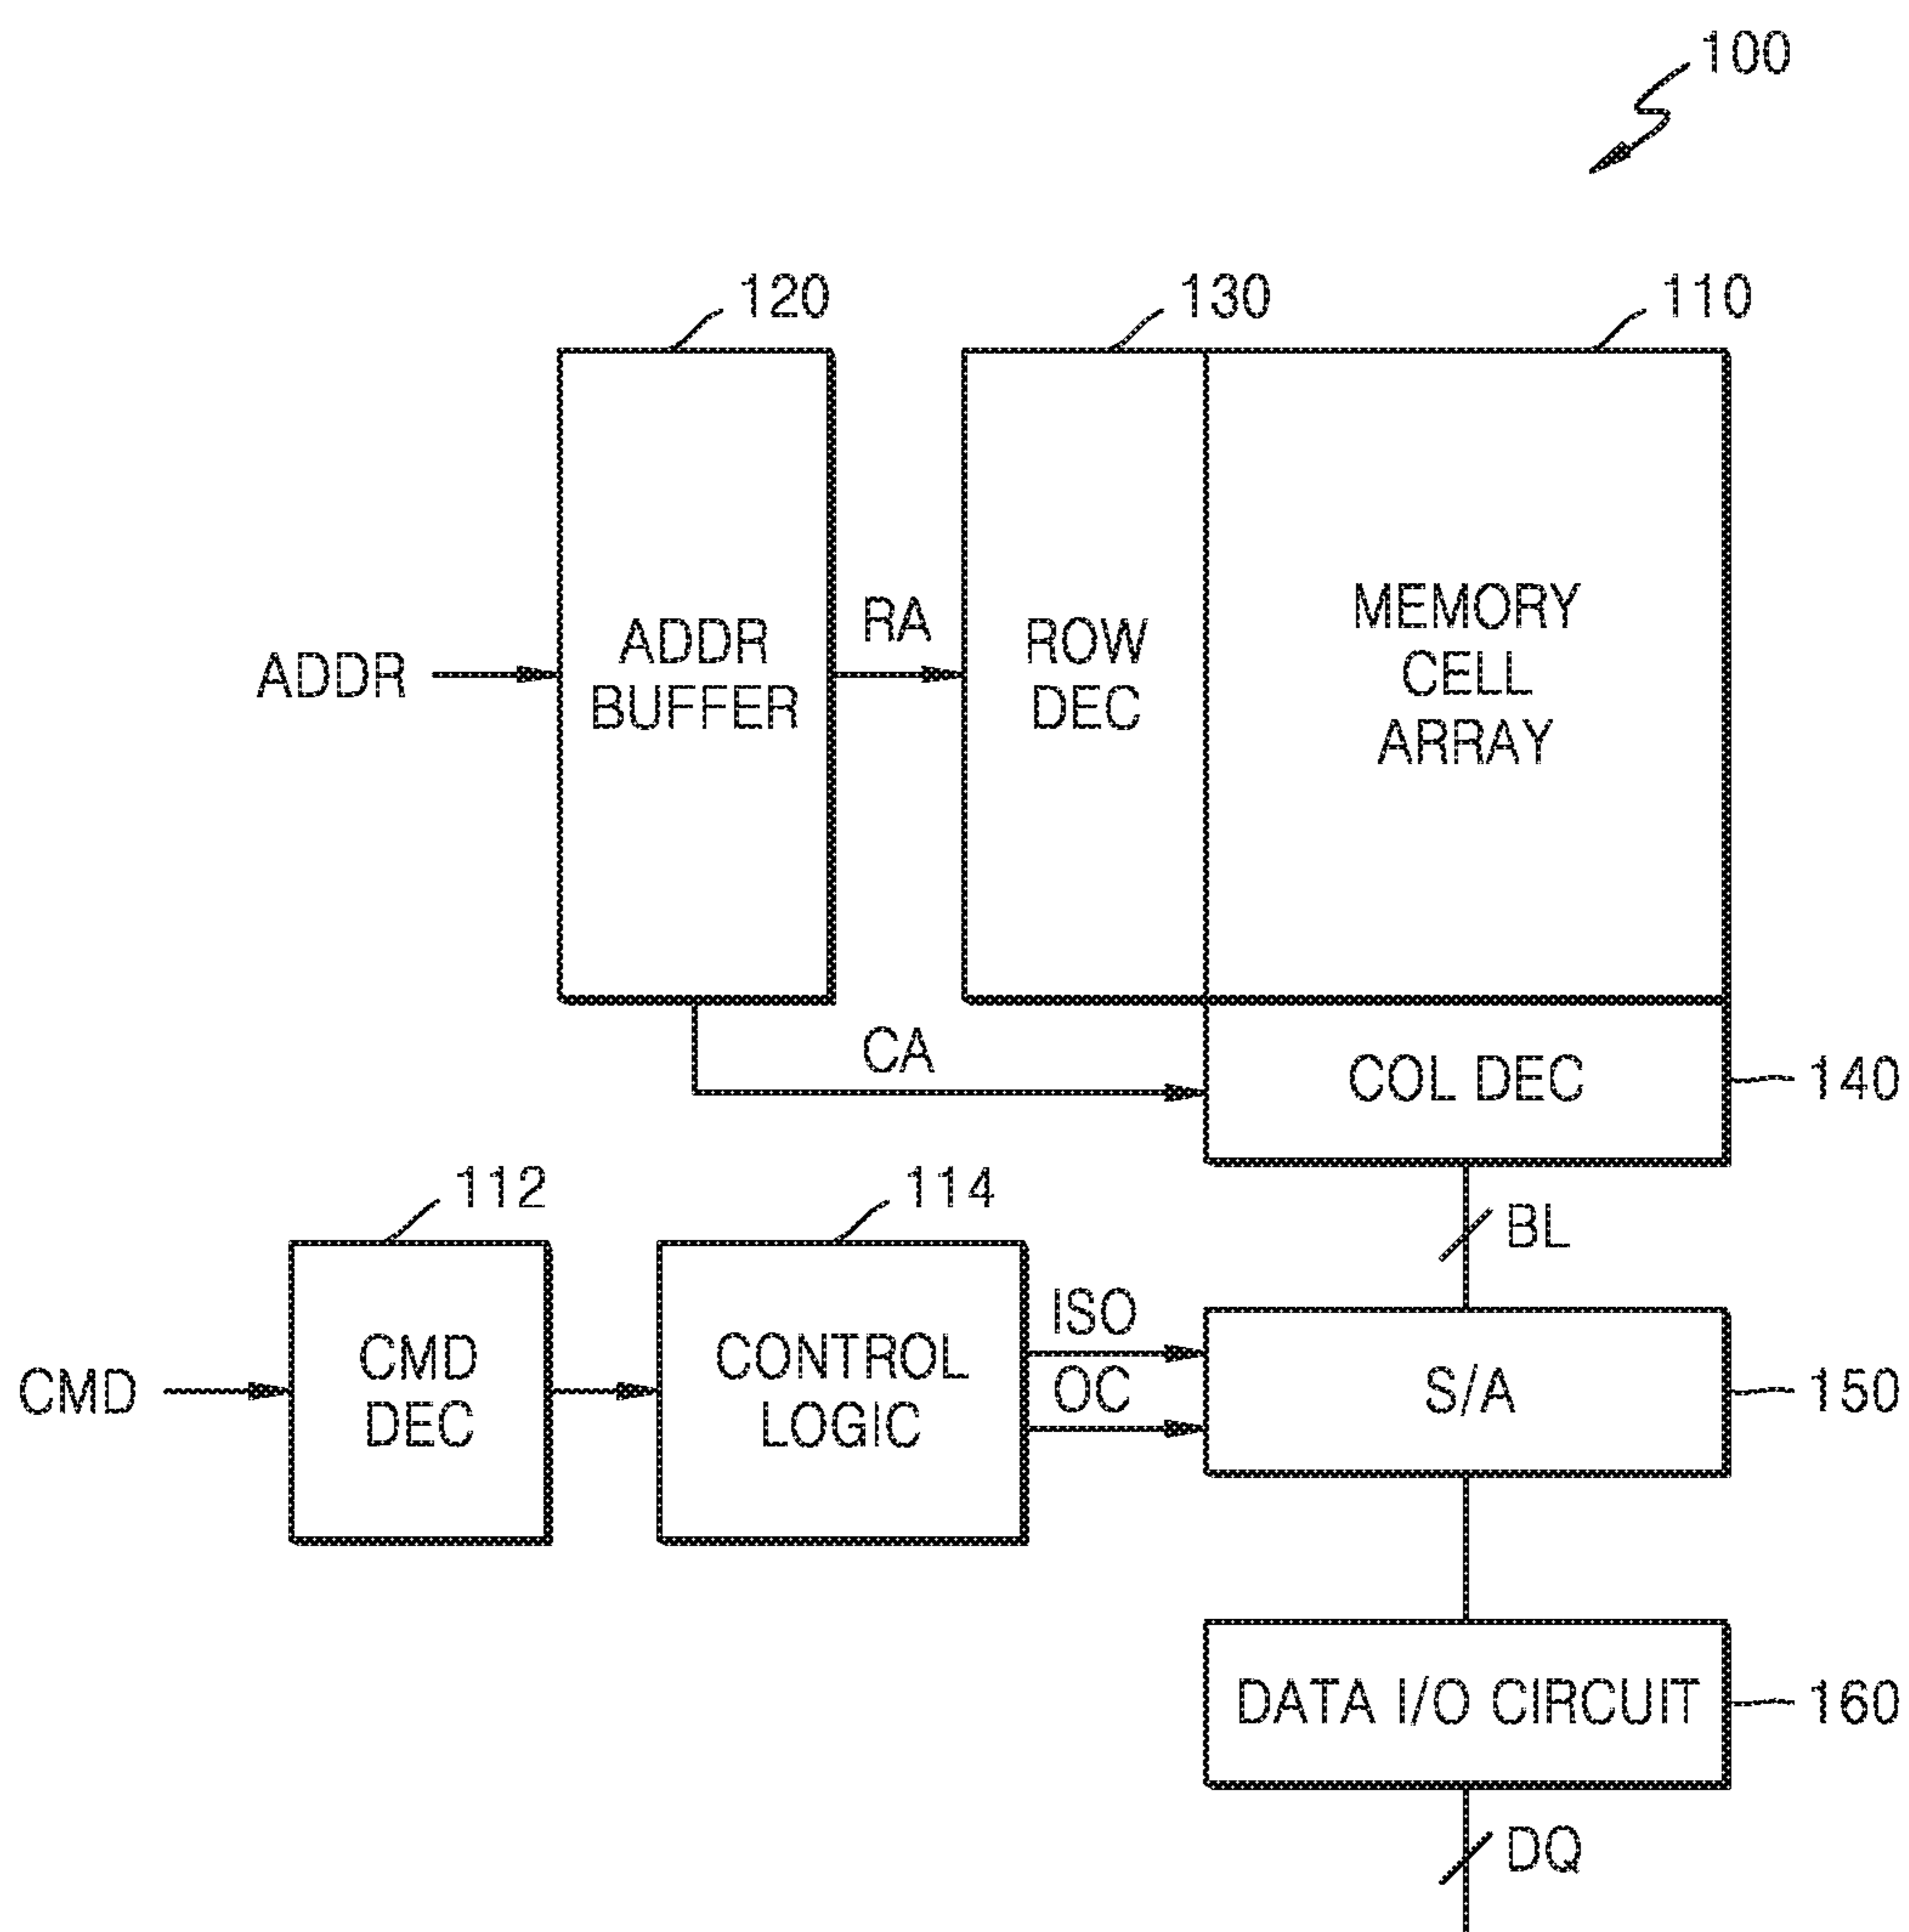 100
120
130
110
ADDR
ADDR
BUFFER
RA
ROW
DEC
MEMORY
CELL
ARRAY
CA
COL DEC
140
112
114
BL
CMD
CMD
DEC
CONTROL
LOGIC
ISO
OC
S/A
150
DATA I/O CIRCUIT
160
DQ